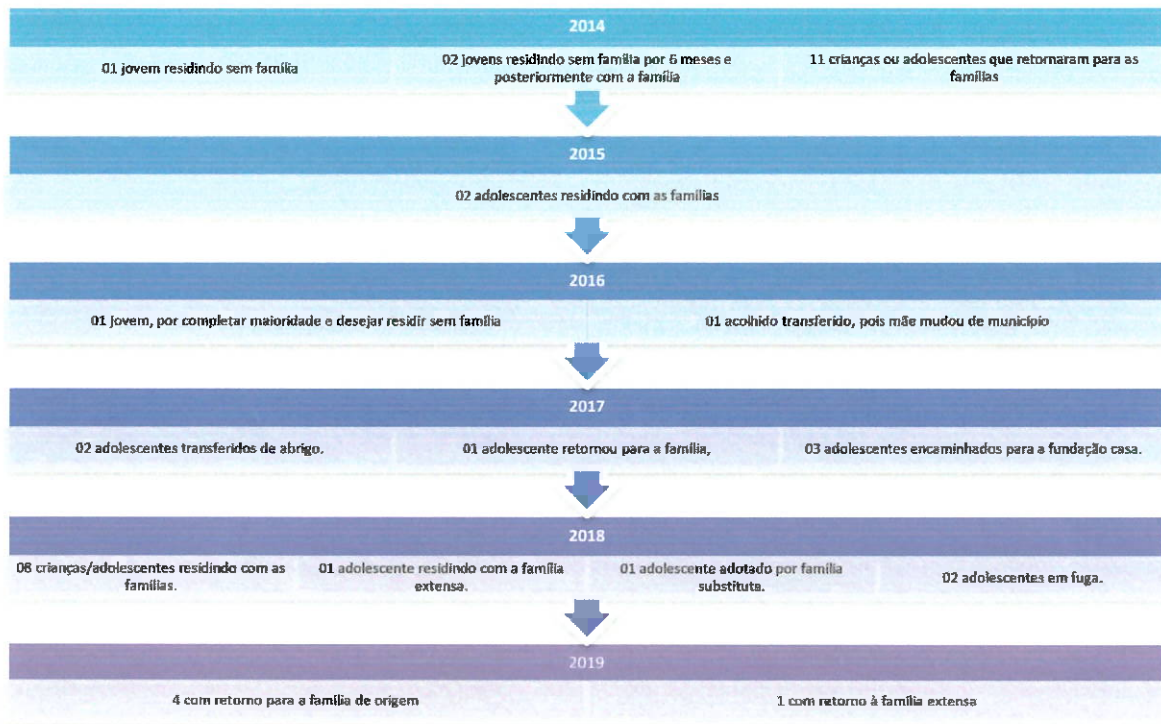 2014
01 jovem residindo sem família
02 jovens residindo sem família por 6 meses e
posteriormente com a família
11 crianças ou adolescentes que retornaram para as
famílias
2015
02 adolescentes residindo com as famílias
2016
01 Jovem, por completar maioridade e desejar residir sem família
01 acolhido transferido, pois mãe mudou de município
2017
02 adolescentes transferidos de abrigo.
01 adolescente retornou para a família,
03 adolescentes encaminhados para a fundação casa.
2018
08 crianças/adolescentes residindo com as
famílias.
01 adolescente residindo com a família
extensa.
01 adolescente adotado por família
substituta.
02 adolescentes em fuga.
2019
4 com retorno para a família de origem
1 com retorno à família extensa